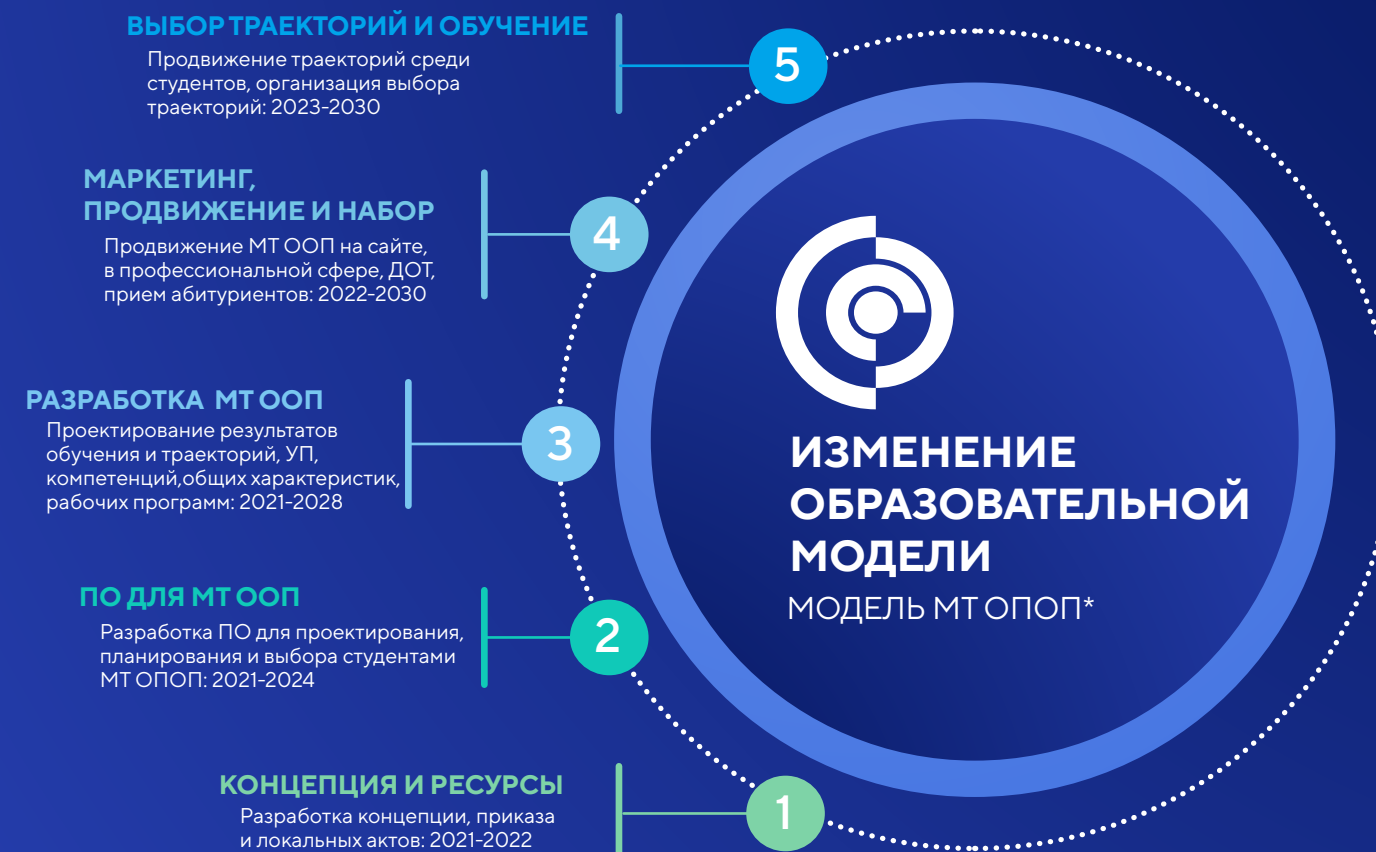 ВЫБОР ТРАЕКТОРИЙ И ОБУЧЕНИЕ
Продвижение траекторий среди
студентов, организация выбора
траекторий: 2023-2030
5
МАРКЕТИНГ,
ПРОДВИЖЕНИЕ И НАБОР
Продвижение МТ ООП на сайте,
в профессиональной сфере, ДОТ,
прием абитуриентов: 2022-2030
4
РАЗРАБОТКА МТ ООП
Проектирование результатов
обучения и траекторий, УП,
компетенций,общих характеристик,
рабочих программ: 2021-2028
3
ПО ДЛЯ МТ ООП
Разработка ПО для проектирования,
планирования и выбора студентами
МТ ОПОП: 2021-2024
2
КОНЦЕПЦИЯ И РЕСУРСЫ
Разработка концепции, приказа
и локальных актов: 2021-2022
1
ИЗМЕНЕНИЕ
ОБРАЗОВАТЕЛЬНОЙ
МОДЕЛИ
МОДЕЛЬ МТ ОПОП*